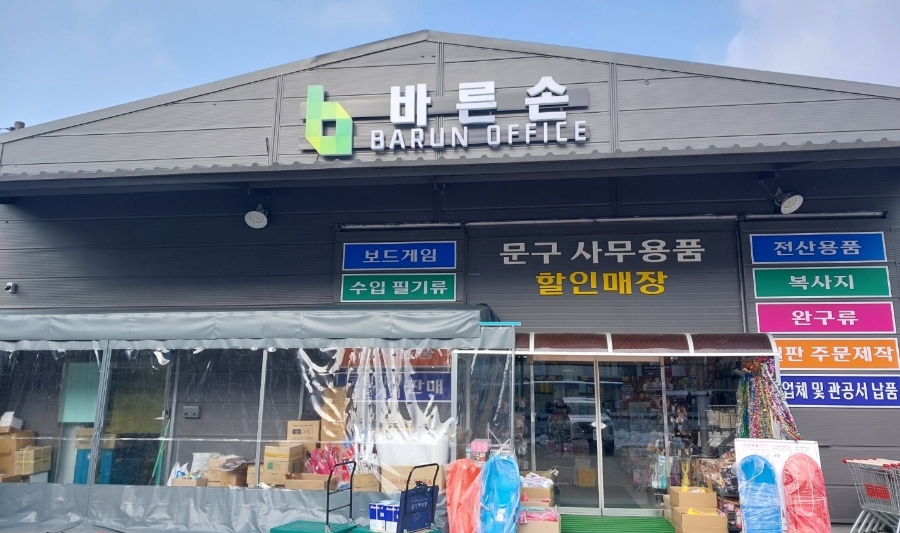 바른손
BARUN OFFICE
문구 사무용품
할인매장
보드게임
수입 필기류
판매
전산용품
복사지
완구류
주문제작
업체 및 관공서 납품